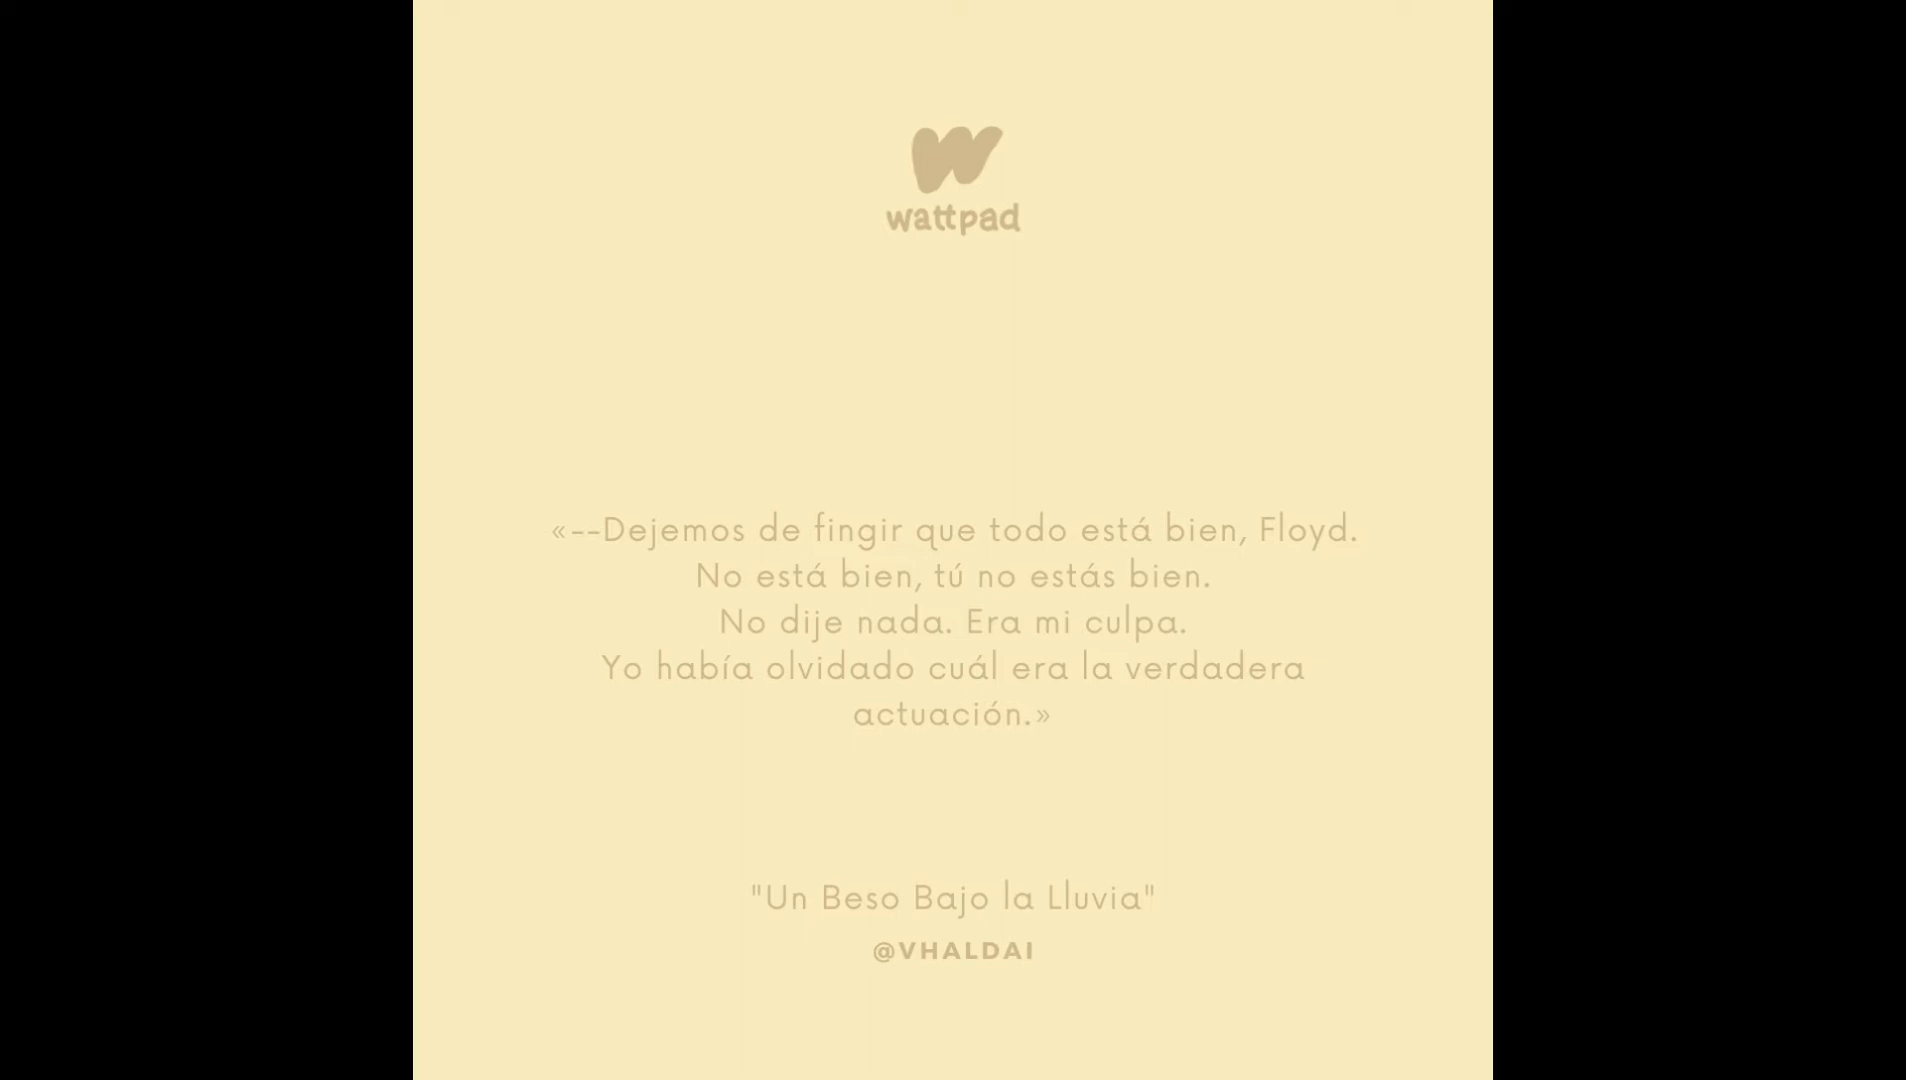 wattpad
«--Dejemos de fingir que todo está bien, Floyd.
No está bien, tú no estás bien.
No dije nada. Era mi culpa.
Yo había olvidado cuál era la verdadera
actuación.»
"Un Beso Bajo la Lluvia"
@VHALDAI